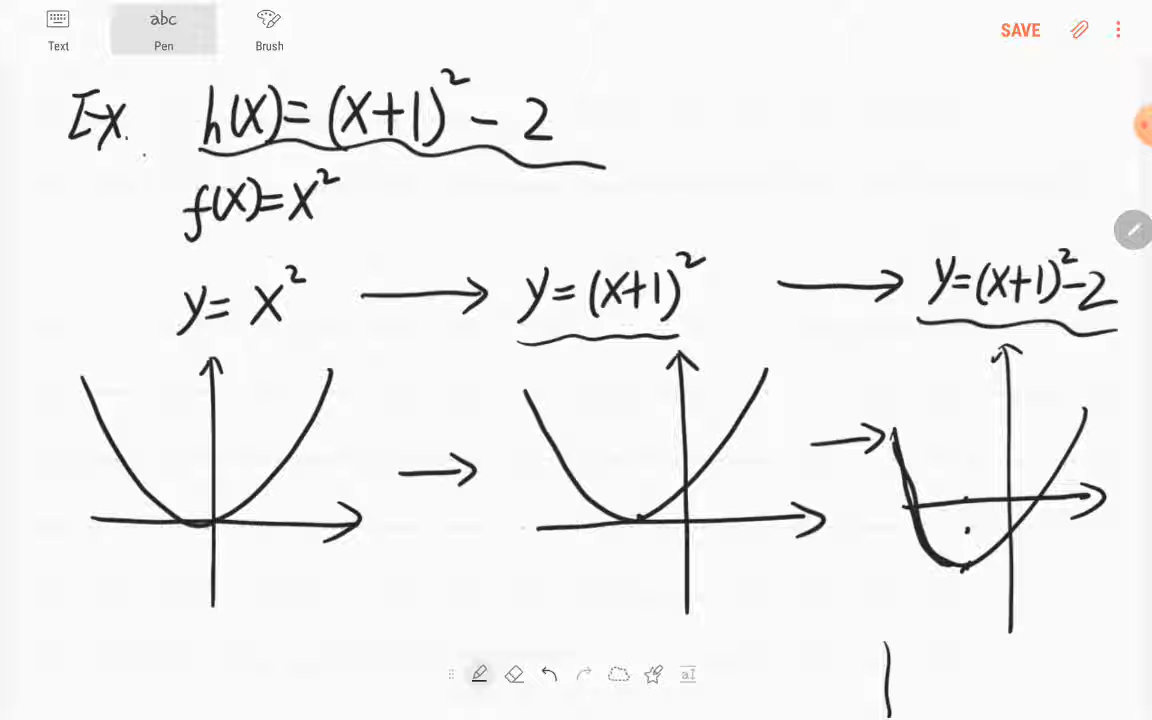 Text abc Pen Brush SAVE
Ex. h(x)=(x+1)²-2
f(x)=x²
y=x² → y=(x+1)² → y=(x+1)²-2